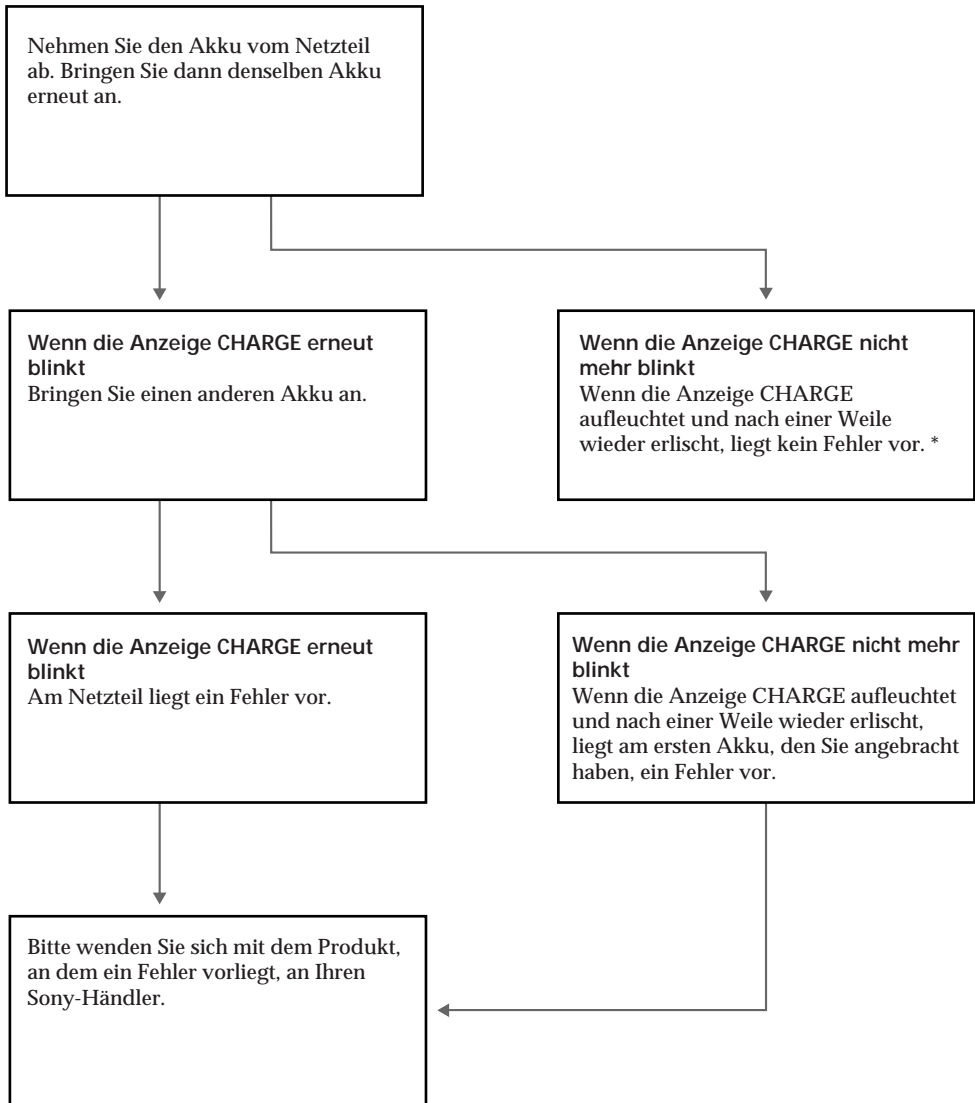 Nehmen Sie den Akku vom Netzteil
ab. Bringen Sie dann denselben Akku
erneut an.
Wenn die Anzeige CHARGE erneut
blinkt
Bringen Sie einen anderen Akku an.
Wenn die Anzeige CHARGE nicht
mehr blinkt
Wenn die Anzeige CHARGE
aufleuchtet und nach einer Weile
wieder erlischt, liegt kein Fehler vor. *
Wenn die Anzeige CHARGE erneut
blinkt
Am Netzteil liegt ein Fehler vor.
Wenn die Anzeige CHARGE nicht mehr
blinkt
Wenn die Anzeige CHARGE aufleuchtet
und nach einer Weile wieder erlischt,
liegt am ersten Akku, den Sie angebracht
haben, ein Fehler vor.
Bitte wenden Sie sich mit dem Produkt,
an dem ein Fehler vorliegt, an Ihren
Sony-Händler.